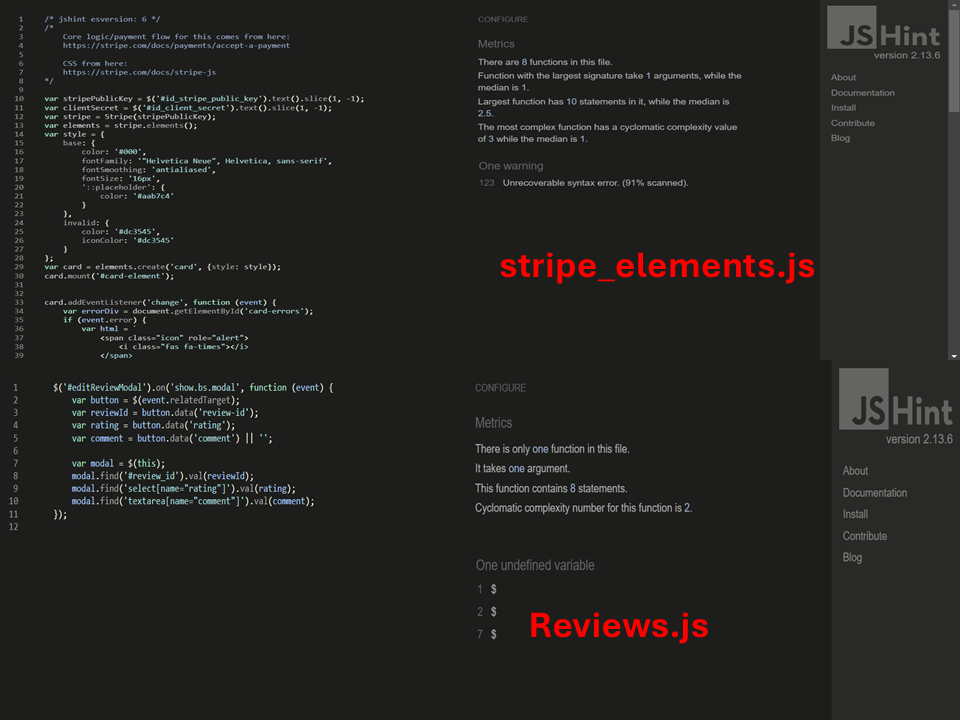 1 /* jshint esversion: 6 */
2 /*
3 Core logic/payment flow for this comes from here:
4 https://stripe.com/docs/payments/accept-a-payment
5
6 CSS from here:
7 https://stripe.com/docs/stripe-js
8 */
9
10 var stripePublicKey = $('#id_stripe_public_key').text().slice(1, -1);
11 var clientSecret = $('#id_client_secret').text().slice(1, -1);
12 var stripe = Stripe(stripePublicKey);
13 var elements = stripe.elements();
14 var style = {
15 base: {
16 color: '#000',
17 fontFamily: '"Helvetica Neue", Helvetica, sans-serif',
18 fontSmoothing: 'antialiased',
19 fontSize: '16px',
20 '::placeholder': {
21 color: '#aab7c4'
22 }
23 },
24 invalid: {
25 color: '#dc3545',
26 iconColor: '#dc3545'
27 }
28 };
29 var card = elements.create('card', {style: style});
30 card.mount('#card-element');
31
32
33 card.addEventListener('change', function (event) {
34 var errorDiv = document.getElementById('card-errors');
35 if (event.error) {
36 var html = `
37 <span class="icon" role="alert">
38 <i class="fas fa-times"></i>
39 </span>
CONFIGURE
Metrics
There are 8 functions in this file.
Function with the largest signature take 1 arguments, while the
median is 1.
Largest function has 10 statements in it, while the median is
2.5.
The most complex function has a cyclomatic complexity value
of 3 while the median is 1.
One warning
123 Unrecoverable syntax error. (91% scanned).
stripe_elements.js
JSHint
version 2.13.6
About
Documentation
Install
Contribute
Blog
1 $('#editReviewModal').on('show.bs.modal', function (event) {
2 var button = $(event.relatedTarget);
3 var reviewId = button.data('review-id');
4 var rating = button.data('rating');
5 var comment = button.data('comment') || '';
6
7 var modal = $(this);
8 modal.find('#review_id').val(reviewId);
9 modal.find('select[name="rating"]').val(rating);
10 modal.find('textarea[name="comment"]').val(comment);
11 });
12
CONFIGURE
Metrics
There is only one function in this file.
It takes one argument.
This function contains 8 statements.
Cyclomatic complexity number for this function is 2.
One undefined variable
1 $
2 $
7 $
Reviews.js
JSHint
version 2.13.6
About
Documentation
Install
Contribute
Blog